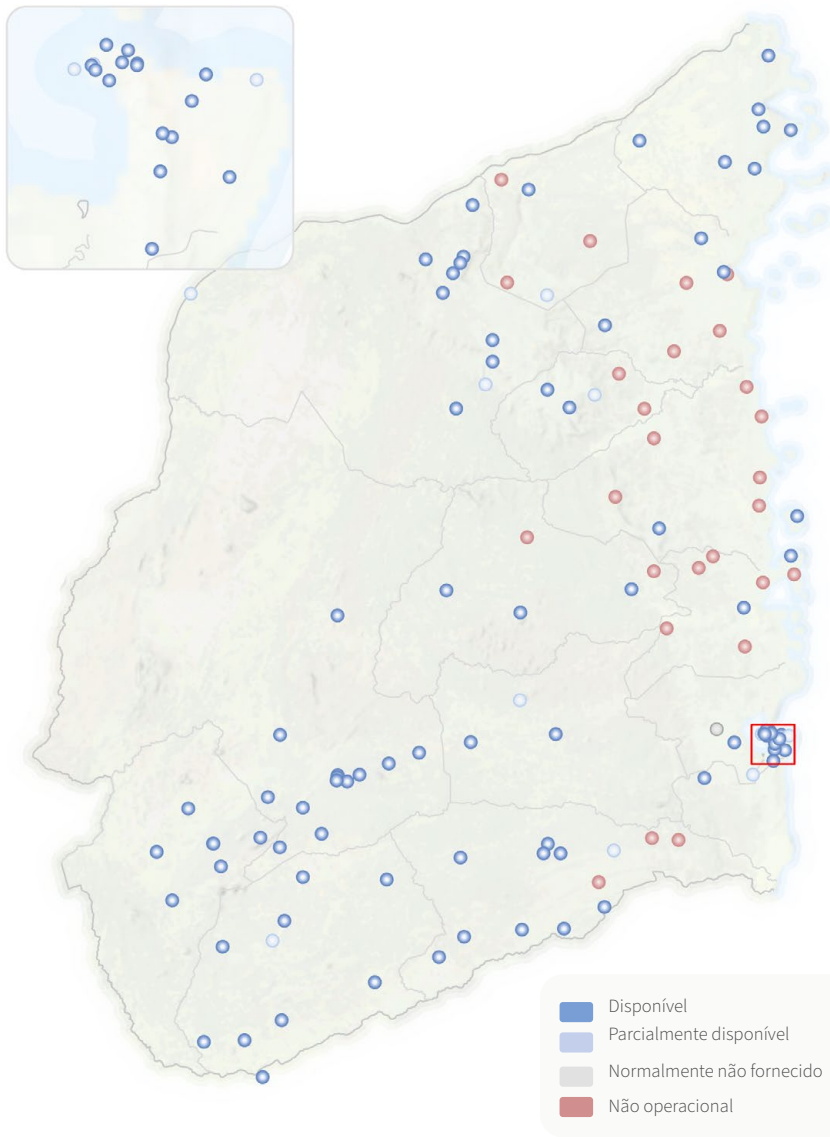 Disponível
Parcialmente disponível
Normalmente não fornecido
Não operacional